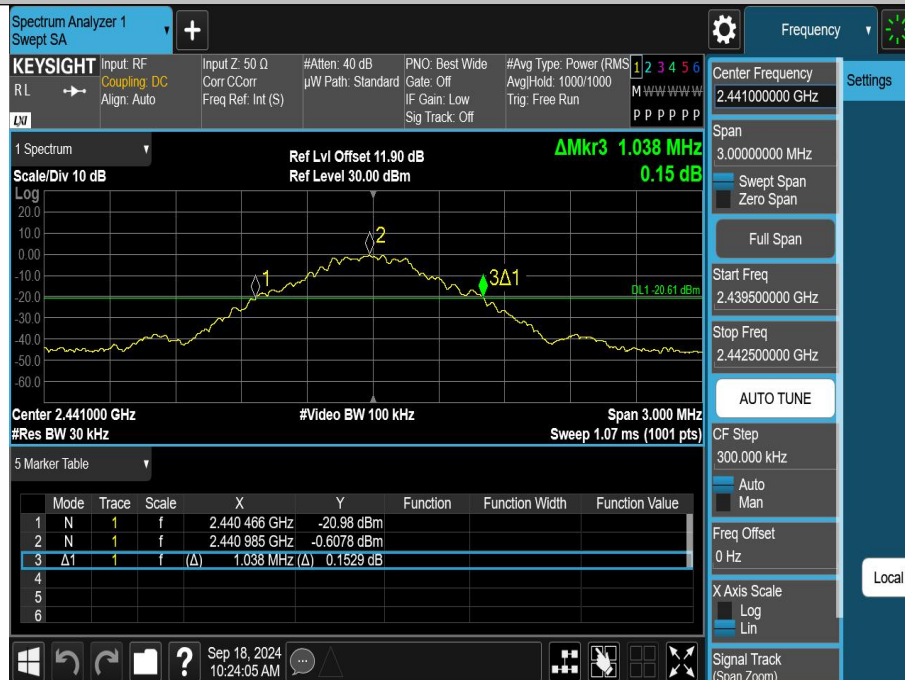 Spectrum Analyzer 1
Swept SA
+
Frequency
KEYSIGHT
RL
LXI
Input: RF
Coupling: DC
Align: Auto
Input Z: 50 Ω
Corr CCorr
Freq Ref: Int (S)
#Atten: 40 dB
µW Path: Standard
PNO: Best Wide
Gate: Off
IF Gain: Low
Sig Track: Off
#Avg Type: Power (RMS
Avg|Hold: 1000/1000
Trig: Free Run
1 2 3 4 5 6
M W W W W W
P P P P P P
1 Spectrum
Scale/Div 10 dB
Ref Lvl Offset 11.90 dB
Ref Level 30.00 dBm
ΔMkr3 1.038 MHz
0.15 dB
Log
20.0
10.0
0.00
-10.0
-20.0
-30.0
-40.0
-50.0
-60.0
1
2
3Δ1
DL1 -20.61 dBm
Center 2.441000 GHz
#Video BW 100 kHz
Span 3.000 MHz
#Res BW 30 kHz
Sweep 1.07 ms (1001 pts)
5 Marker Table
Mode Trace Scale X Y Function Function Width Function Value
1 N 1 f 2.440 466 GHz -20.98 dBm
2 N 1 f 2.440 985 GHz -0.6078 dBm
3 Δ1 1 f (Δ) 1.038 MHz (Δ) 0.1529 dB
4
5
6
?
Sep 18, 2024
10:24:05 AM
Center Frequency
2.441000000 GHz
Settings
Span
3.00000000 MHz
Swept Span
Zero Span
Full Span
Start Freq
2.439500000 GHz
Stop Freq
2.442500000 GHz
AUTO TUNE
CF Step
300.000 kHz
Auto
Man
Freq Offset
0 Hz
Local
X Axis Scale
Log
Lin
Signal Track
(Span Zoom)